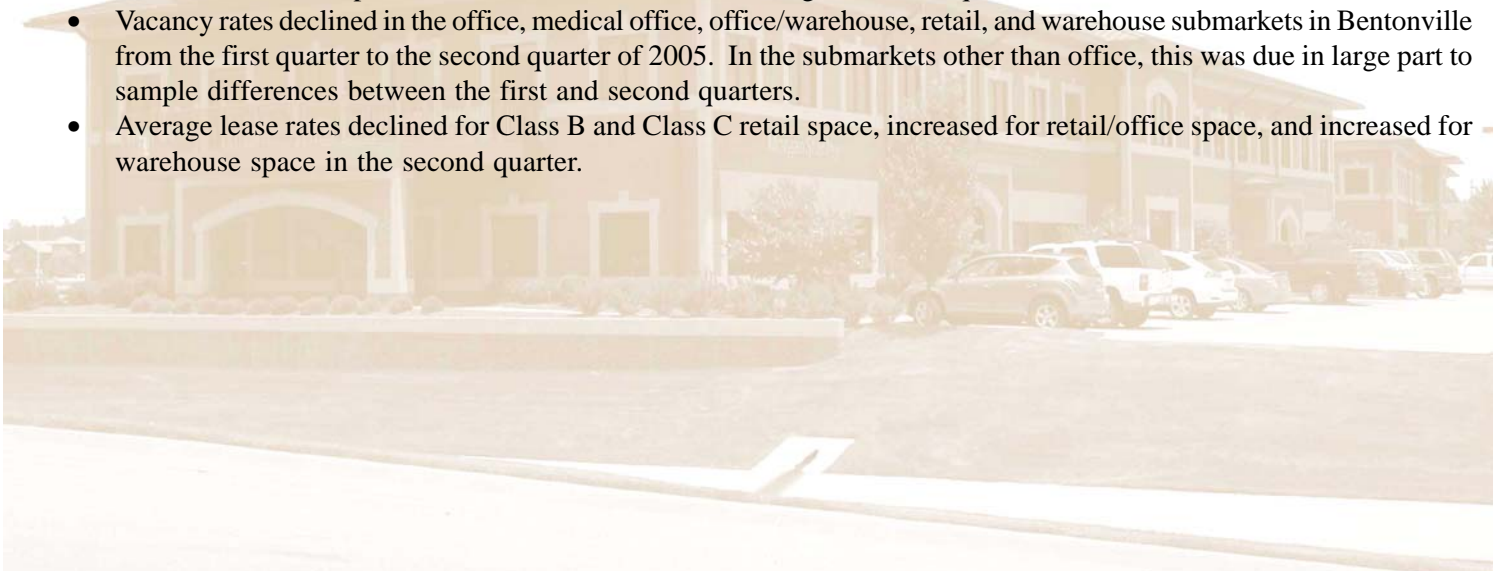 • Vacancy rates declined in the office, medical office, office/warehouse, retail, and warehouse submarkets in Bentonville
from the first quarter to the second quarter of 2005. In the submarkets other than office, this was due in large part to
sample differences between the first and second quarters.
• Average lease rates declined for Class B and Class C retail space, increased for retail/office space, and increased for
warehouse space in the second quarter.